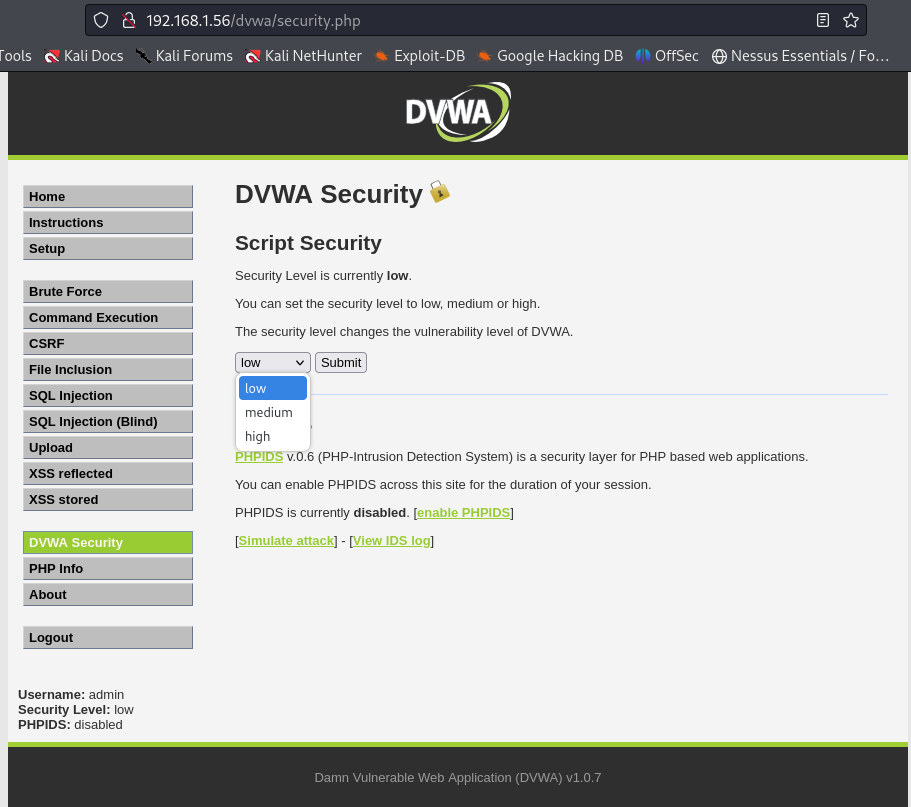 192.168.1.56/dvwa/security.php
Tools Kali Docs Kali Forums Kali NetHunter Exploit-DB Google Hacking DB OffSec Nessus Essentials / Fo…
DVWA
Home
Instructions
Setup
Brute Force
Command Execution
CSRF
File Inclusion
SQL Injection
SQL Injection (Blind)
Upload
XSS reflected
XSS stored
DVWA Security
PHP Info
About
Logout
Username: admin
Security Level: low
PHPIDS: disabled
DVWA Security
Script Security
Security Level is currently low.
You can set the security level to low, medium or high.
The security level changes the vulnerability level of DVWA.
low Submit
low
medium
high
PHPIDS v.0.6 (PHP-Intrusion Detection System) is a security layer for PHP based web applications.
You can enable PHPIDS across this site for the duration of your session.
PHPIDS is currently disabled. [enable PHPIDS]
[Simulate attack] - [View IDS log]
Damn Vulnerable Web Application (DVWA) v1.0.7